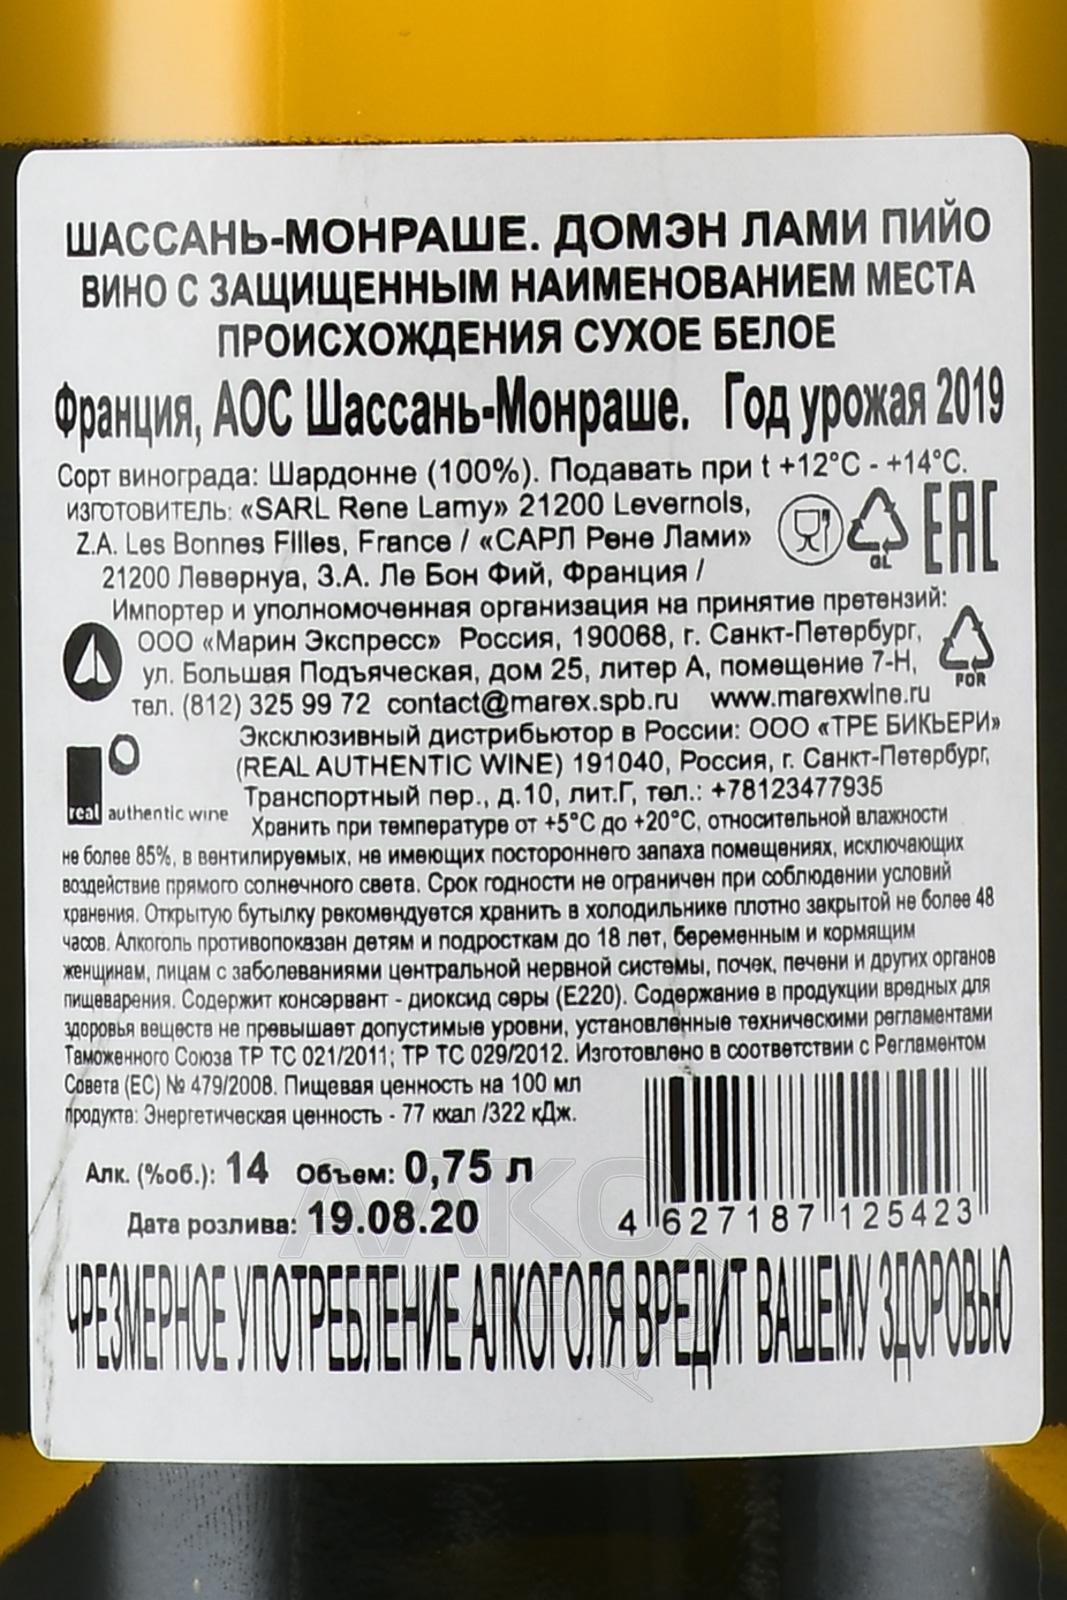 ШАССАНЬ-МОНРАШЕ. ДОМЭН ЛАМИ ПИЙО
ВИНО С ЗАЩИЩЕННЫМ НАИМЕНОВАНИЕМ МЕСТА
ПРОИСХОЖДЕНИЯ СУХОЕ БЕЛОЕ
Франция, АОС Шассань-Монраше. Год урожая 2019
Сорт винограда: Шардонне (100%). Подавать при t +12°C - +14°C.
ИЗГОТОВИТЕЛЬ: «SARL Rene Lamy» 21200 Levernois,
Z.A. Les Bonnes Filles, France / «САРЛ Рене Лами»
21200 Левернуа, З.А. Ле Бон Фий, Франция /
GL
EAC
Импортер и уполномоченная организация на принятие претензий:
ООО «Марин Экспресс» Россия, 190068, г. Санкт-Петербург,
ул. Большая Подъяческая, дом 25, литер А, помещение 7-Н,
FOR
тел. (812) 325 99 72 contact@marex.spb.ru www.marexwine.ru
Эксклюзивный дистрибьютор в России: ООО «ТРЕ БИКЬЕРИ»
(REAL AUTHENTIC WINE) 191040, Россия, г. Санкт-Петербург,
Транспортный пер., д.10, лит.Г, тел.: +78123477935
real authentic wine
Хранить при температуре от +5°C до +20°C, относительной влажности
не более 85%, в вентилируемых, не имеющих постороннего запаха помещениях, исключающих
воздействие прямого солнечного света. Срок годности не ограничен при соблюдении условий
хранения. Открытую бутылку рекомендуется хранить в холодильнике плотно закрытой не более 48
часов. Алкоголь противопоказан детям и подросткам до 18 лет, беременным и кормящим
женщинам, лицам с заболеваниями центральной нервной системы, почек, печени и других органов
пищеварения. Содержит консервант - диоксид серы (E220). Содержание в продукции вредных для
здоровья веществ не превышает допустимые уровни, установленные техническими регламентами
Таможенного Союза ТР ТС 021/2011; ТР ТС 029/2012. Изготовлено в соответствии с Регламентом
Совета (ЕС) № 479/2008. Пищевая ценность на 100 мл
продукта: Энергетическая ценность - 77 ккал /322 кДж.
Алк. (%об.): 14 Объем: 0,75 л
Дата розлива: 19.08.20
4 627187 125423
ЧРЕЗМЕРНОЕ УПОТРЕБЛЕНИЕ АЛКОГОЛЯ ВРЕДИТ ВАШЕМУ ЗДОРОВЬЮ